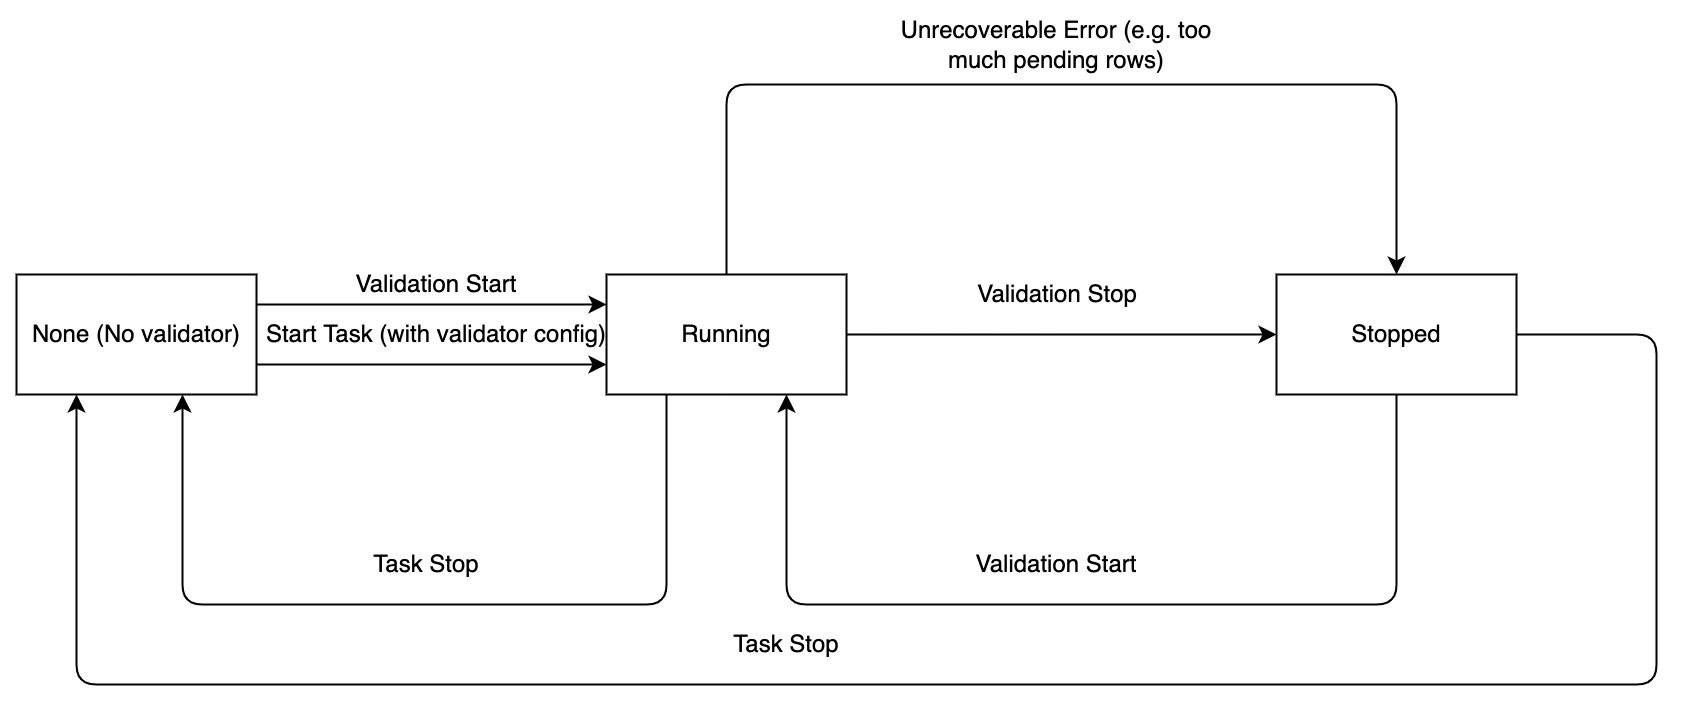 Unrecoverable Error (e.g. too
much pending rows)
Validation Start
None (No validator)
Start Task (with validator config)
Running
Validation Stop
Stopped
Task Stop
Validation Start
Task Stop